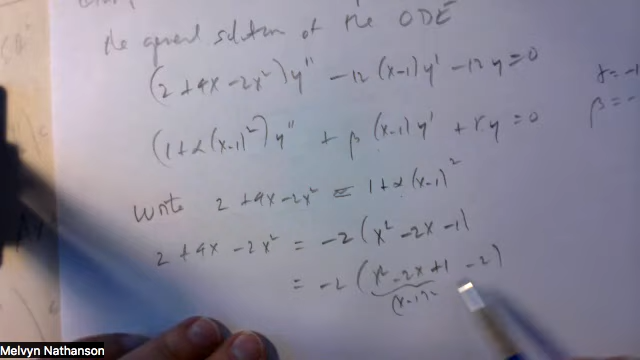 the general solution of the ODE
(2 + 4x - 2x²) y'' - 12 (x-1) y' - 12 y = 0
(1 + α (x-1)²) y'' + β (x-1) y' + γ y = 0
Write 2 + 4x - 2x² = 1 + α (x-1)²
2 + 4x - 2x² = -2 (x² - 2x - 1)
= -2 (x² - 2x + 1 - 2)
(x-1)²
β = -
Melvyn Nathanson